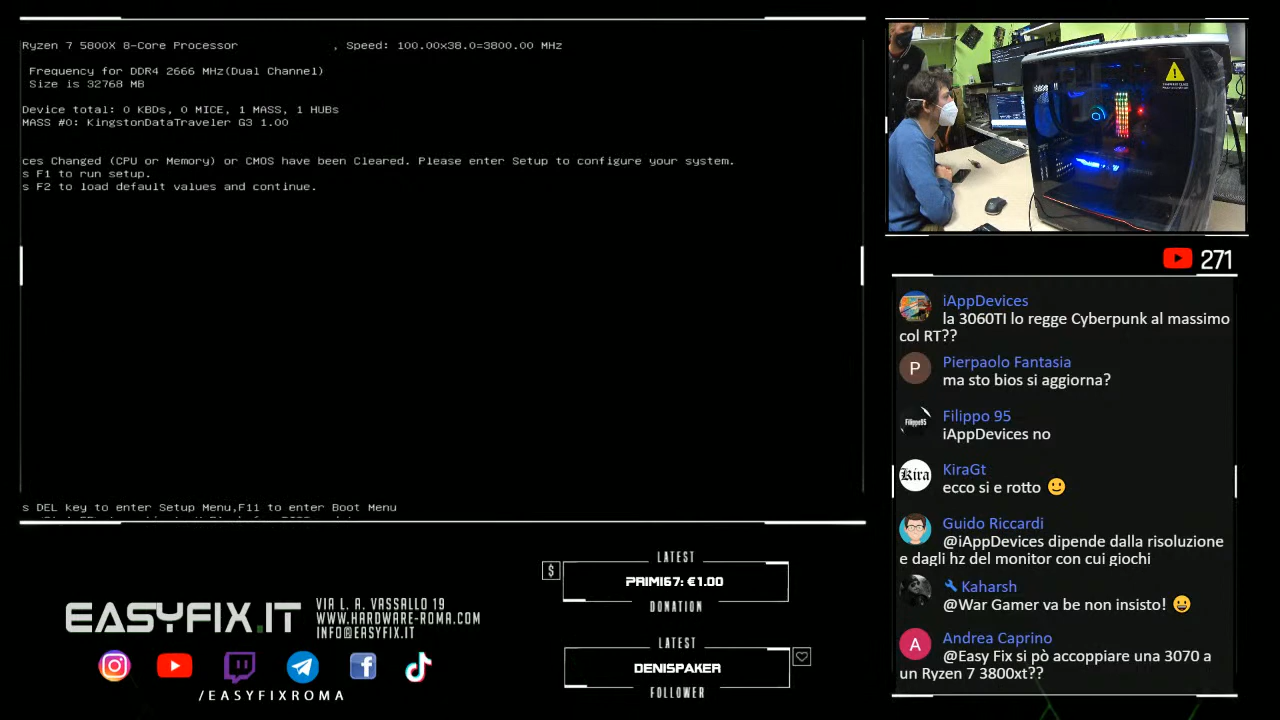 Ryzen 7 5800X 8-Core Processor , Speed: 100.00x38.0=3800.00 MHz
Frequency for DDR4 2666 MHz(Dual Channel)
Size is 32768 MB
Device total: 0 KBDs, 0 MICE, 1 MASS, 1 HUBs
MASS #0: KingstonDataTraveler G3 1.00
ces Changed (CPU or Memory) or CMOS have been Cleared. Please enter Setup to configure your system.
s F1 to run setup.
s F2 to load default values and continue.
s DEL key to enter Setup Menu,F11 to enter Boot Menu
271
iAppDevices
la 3060TI lo regge Cyberpunk al massimo
col RT??
P
Pierpaolo Fantasia
ma sto bios si aggiorna?
Filippo95
Filippo 95
iAppDevices no
Kira
KiraGt
ecco si e rotto 🙂
Guido Riccardi
@iAppDevices dipende dalla risoluzione
e dagli hz del monitor con cui giochi
Kaharsh
@War Gamer va be non insisto! 😀
A
Andrea Caprino
@Easy Fix si pò accoppiare una 3070 a
un Ryzen 7 3800xt??
EASYFIX.IT
VIA L. A. VASSALLO 19
WWW.HARDWARE-ROMA.COM
INFO@EASYFIX.IT
/EASYFIXROMA
LATEST
$
PRIMI67: €1.00
DONATION
LATEST
DENISPAKER
FOLLOWER